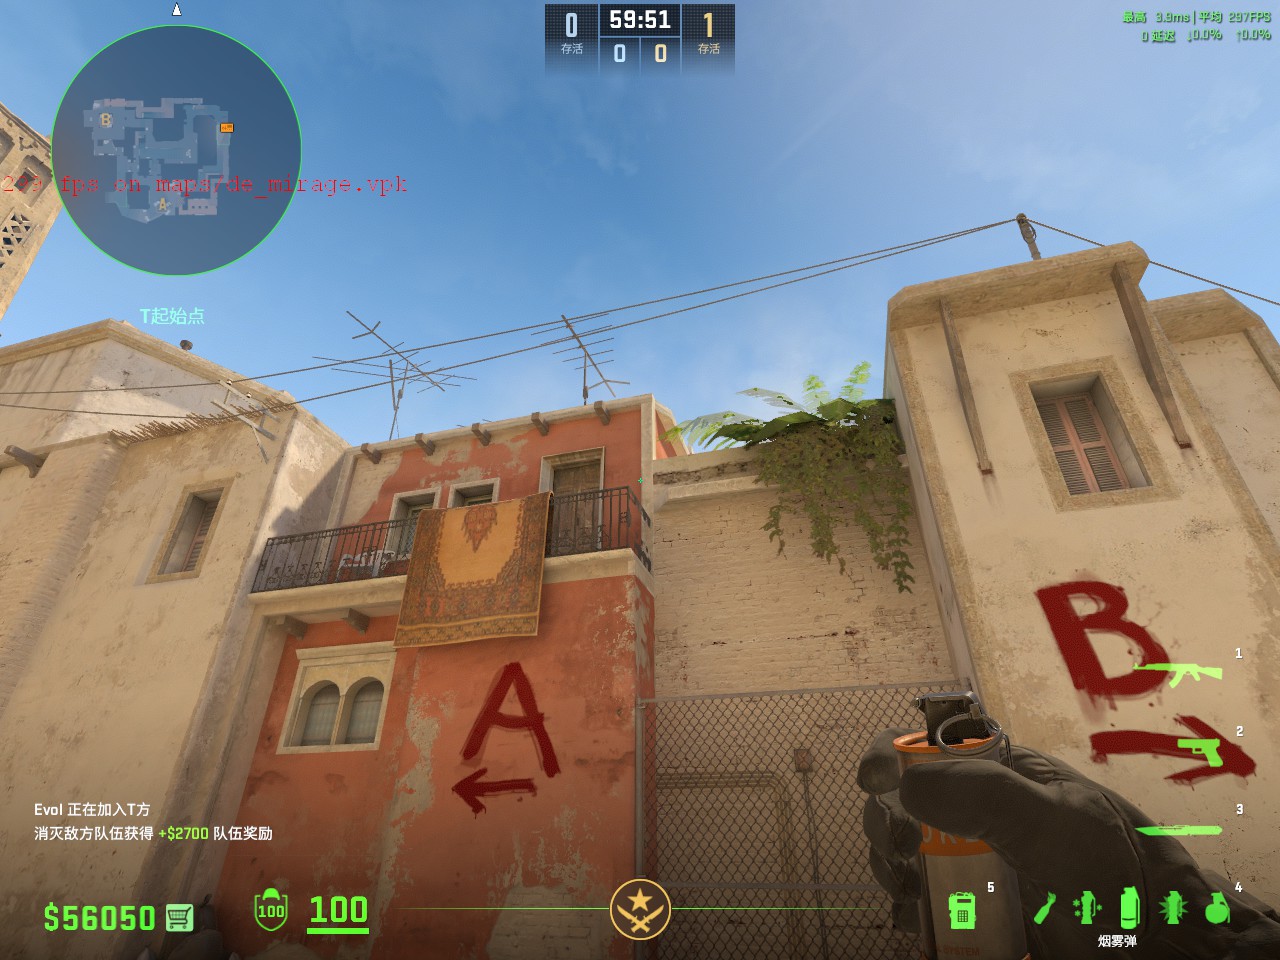 0 59:51 1
存活 0 0 存活
最高 3.9ms | 平均 297FPS
0 延迟 ↓0.0% ↑0.0%
B
A
299 fps on maps/de_mirage.vpk
T起始点
A
B
1
2
3
Evol 正在加入T方
消灭敌方队伍获得 +$2700 队伍奖励
$56050
100
100
5
4
烟雾弹